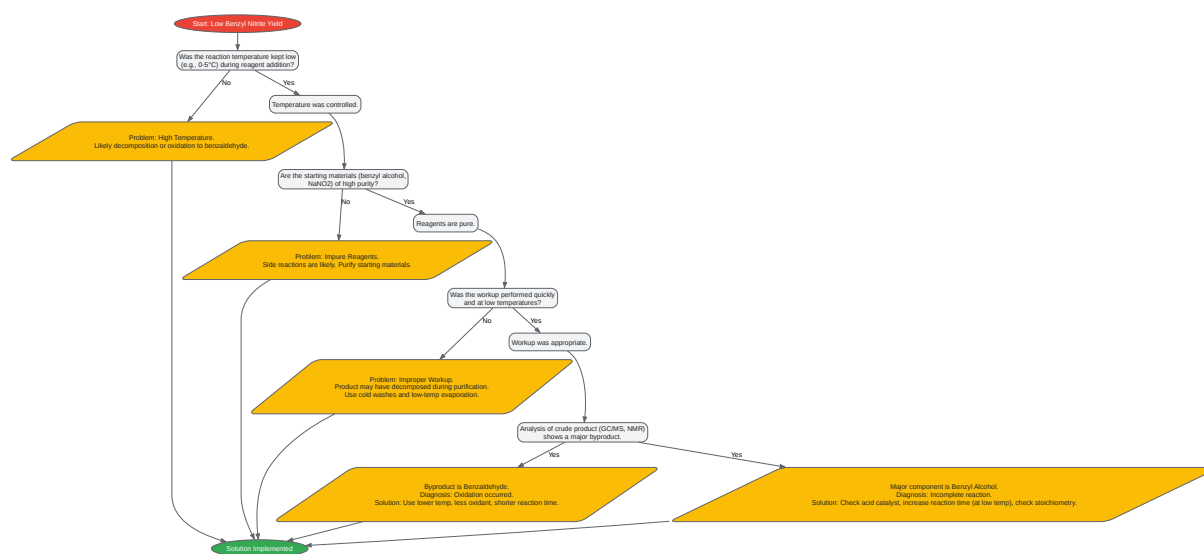 Start: Low Benzyl Nitrite Yield
Was the reaction temperature kept low
(e.g., 0-5°C) during reagent addition?
No
Yes
Temperature was controlled.
Problem: High Temperature.
Likely decomposition or oxidation to benzaldehyde.
Are the starting materials (benzyl alcohol,
NaNO2) of high purity?
No
Yes
Reagents are pure.
Problem: Impure Reagents.
Side reactions are likely. Purify starting materials.
Was the workup performed quickly
and at low temperatures?
No
Yes
Workup was appropriate.
Problem: Improper Workup.
Product may have decomposed during purification.
Use cold washes and low-temp evaporation.
Analysis of crude product (GC/MS, NMR)
shows a major byproduct.
Yes
Yes
Byproduct is Benzaldehyde.
Diagnosis: Oxidation occurred.
Solution: Use lower temp, less oxidant, shorter reaction time.
Major component is Benzyl Alcohol.
Diagnosis: Incomplete reaction.
Solution: Check acid catalyst, increase reaction time (at low temp), check stoichiometry.
Solution Implemented